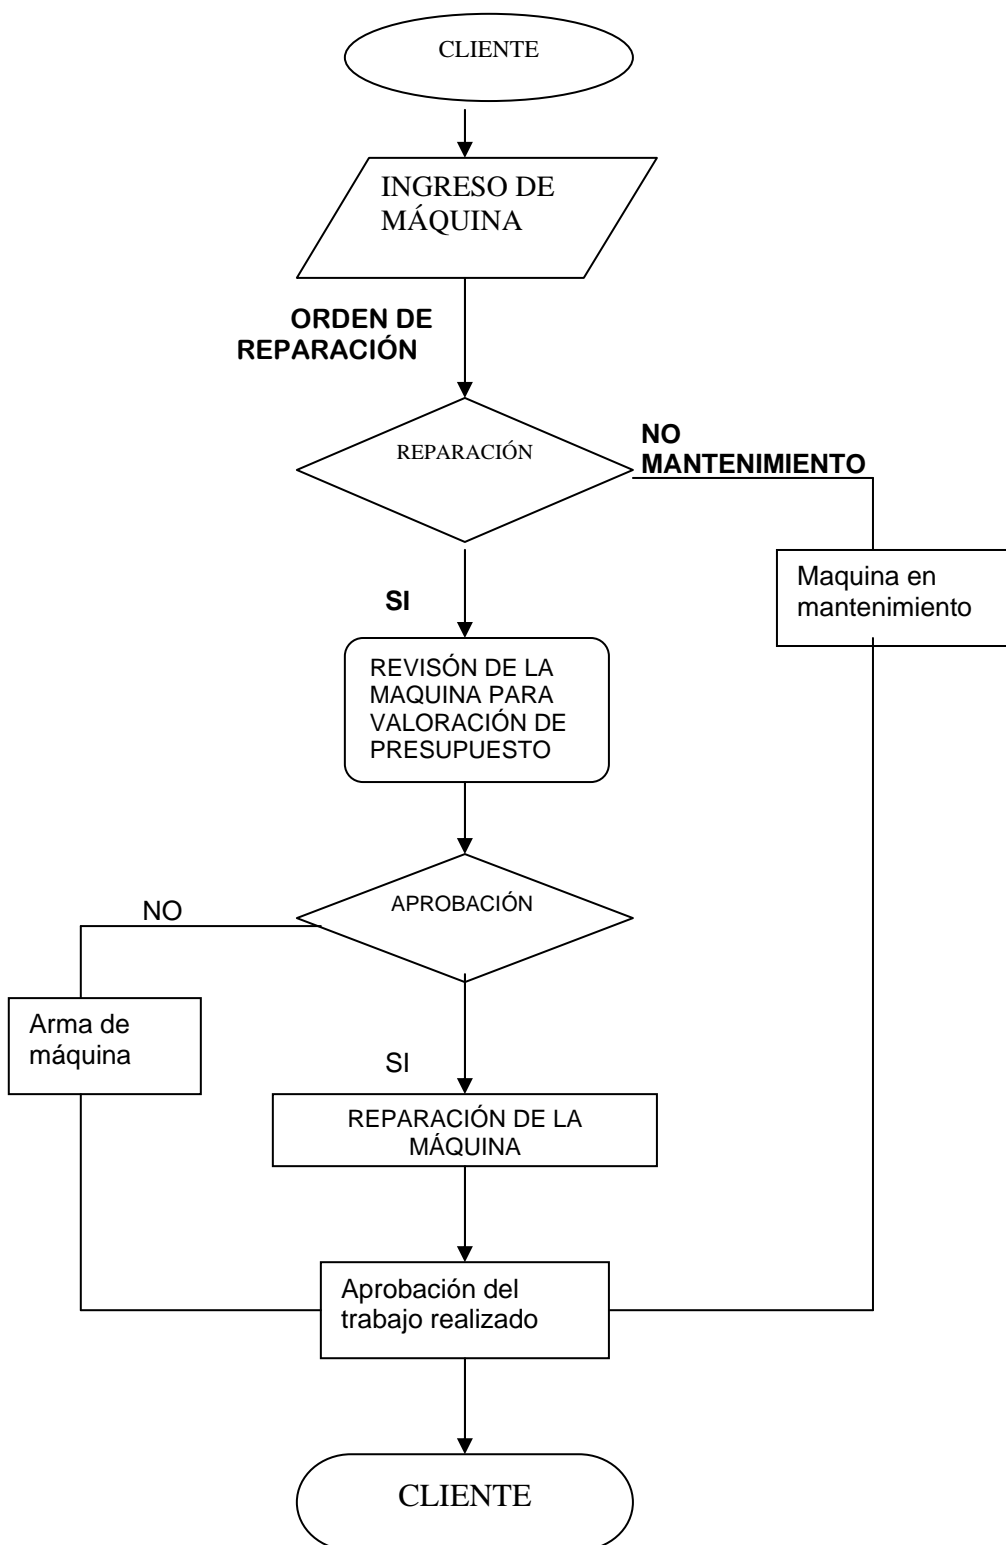 CLIENTE
INGRESO DE
MÁQUINA
ORDEN DE
REPARACIÓN
REPARACIÓN
NO
MANTENIMIENTO
Maquina en
mantenimiento
SI
REVISÓN DE LA
MAQUINA PARA
VALORACIÓN DE
PRESUPUESTO
APROBACIÓN
NO
Arma de
máquina
SI
REPARACIÓN DE LA
MÁQUINA
Aprobación del
trabajo realizado
CLIENTE